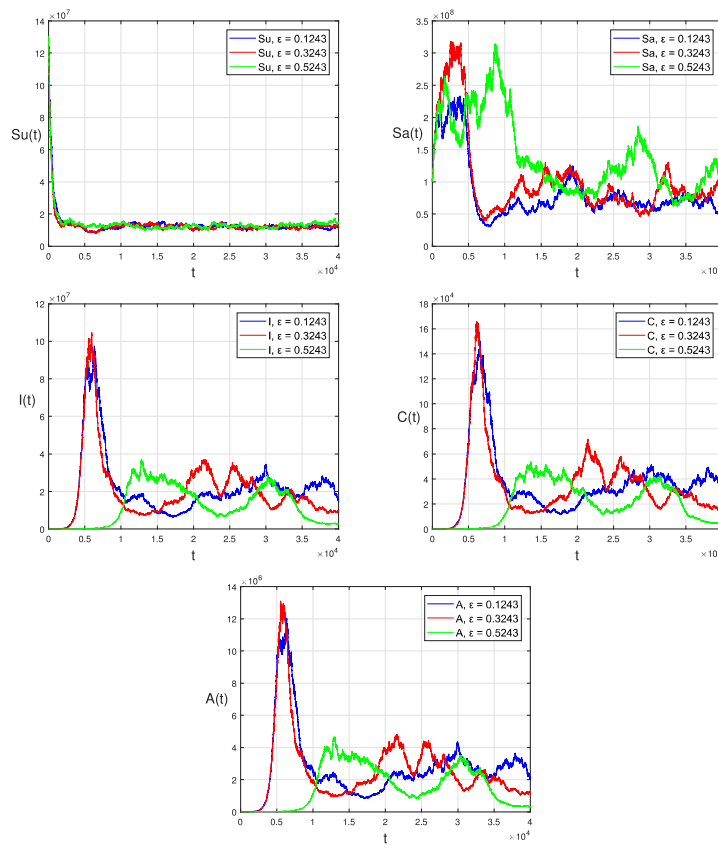 ×10⁷
14
12
10
8
6
4
2
0
Su(t)
Su, ε = 0.1243
Su, ε = 0.3243
Su, ε = 0.5243
0 0.5 1 1.5 2 2.5 3 3.5 4
×10⁴
t
×10⁸
3.5
3
2.5
2
1.5
1
0.5
0
Sa(t)
Sa, ε = 0.1243
Sa, ε = 0.3243
Sa, ε = 0.5243
0 0.5 1 1.5 2 2.5 3 3.5
t
×10⁷
12
10
8
6
4
2
0
I(t)
I, ε = 0.1243
I, ε = 0.3243
I, ε = 0.5243
0 0.5 1 1.5 2 2.5 3 3.5 4
×10⁴
t
×10⁴
18
16
14
12
10
8
6
4
2
0
C(t)
C, ε = 0.1243
C, ε = 0.3243
C, ε = 0.5243
0 0.5 1 1.5 2 2.5 3 3.5
t
×10⁶
14
12
10
8
6
4
2
0
A(t)
A, ε = 0.1243
A, ε = 0.3243
A, ε = 0.5243
0 0.5 1 1.5 2 2.5 3 3.5 4
×10⁴
t